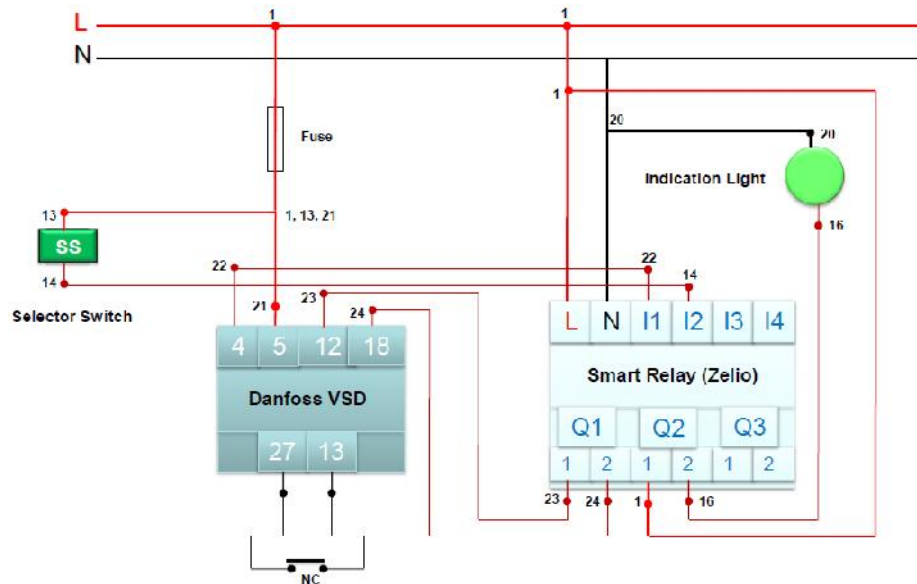 1 1
L
N
1
20 20
Fuse
Indication Light
13 1, 13, 21
SS
16
22 22
14 14
23
21 24
Selector Switch
4 5 12 18
L N I1 I2 I3 I4
Danfoss VSD
Smart Relay (Zelio)
Q1 Q2 Q3
27 13
1 2 1 2 1 2
23 24 1 16
NC